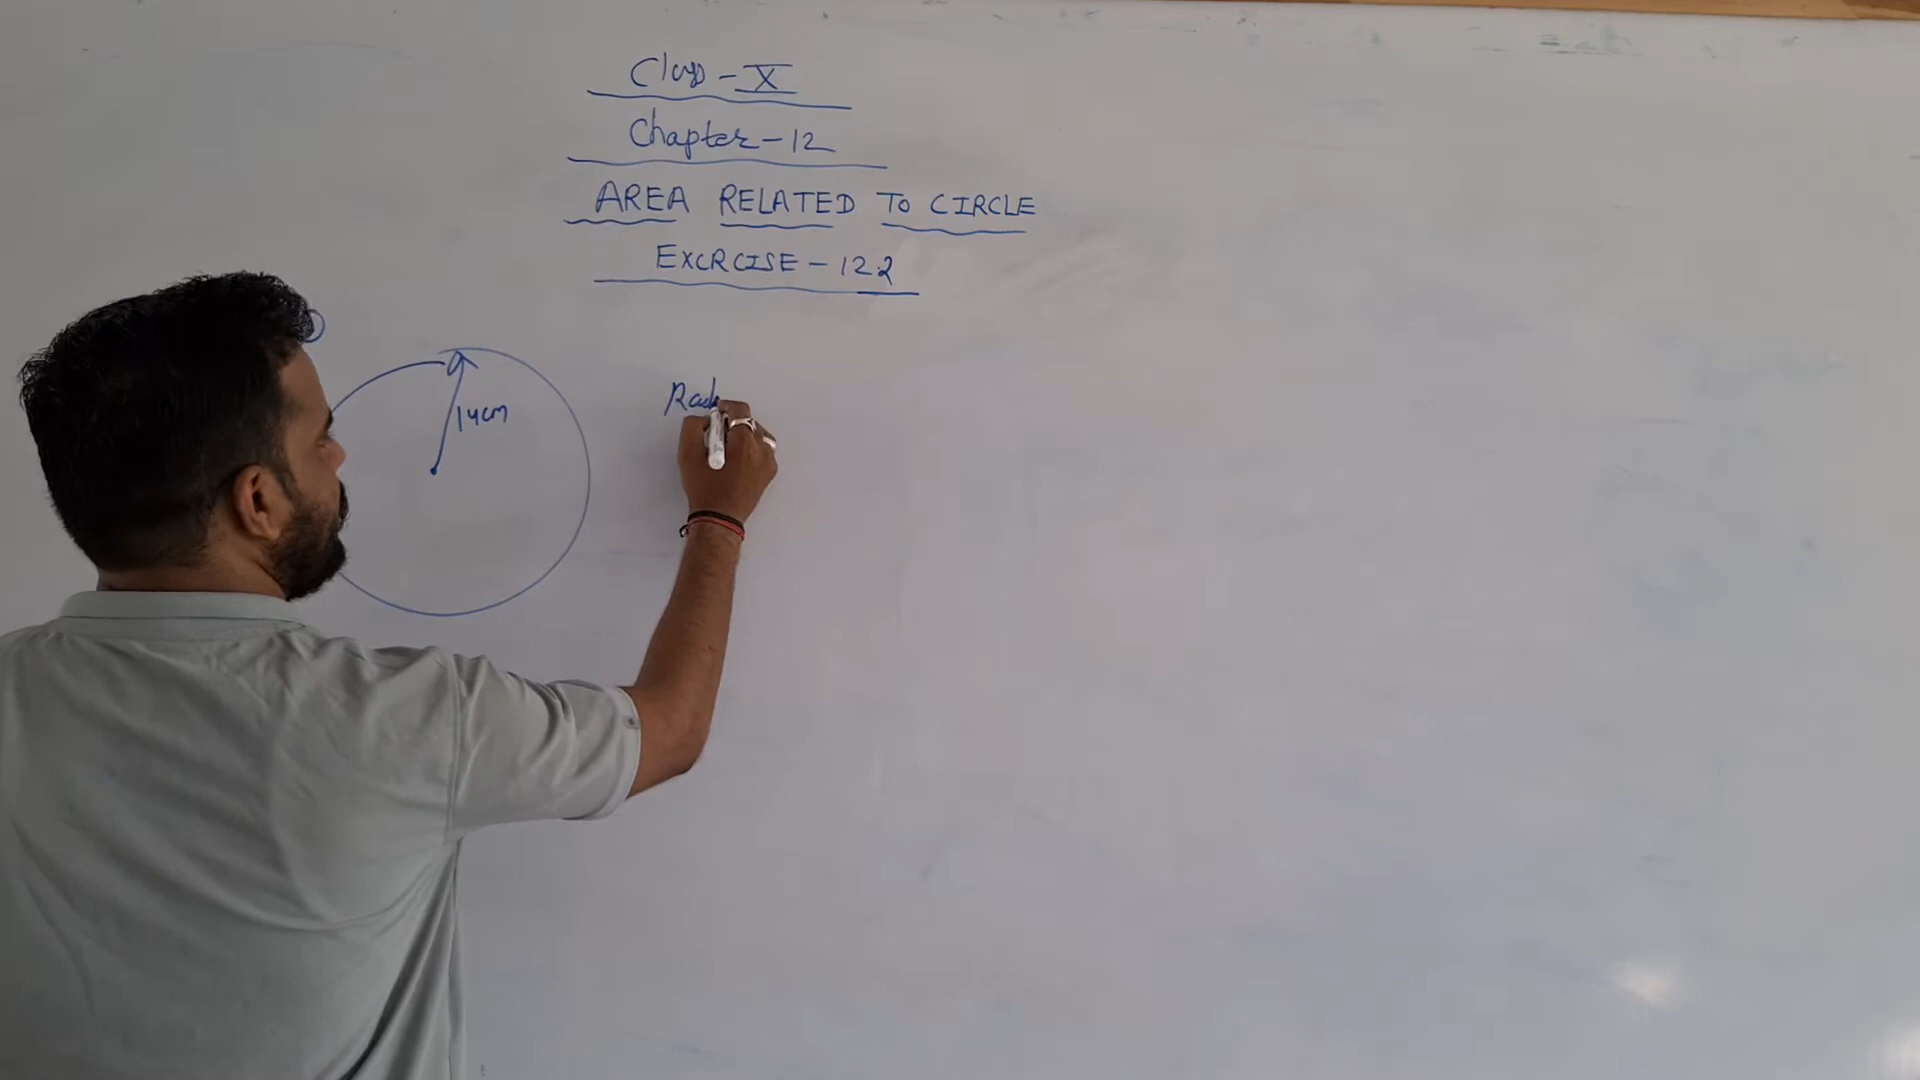 Class - X
Chapter - 12
AREA RELATED TO CIRCLE
EXCRCISE - 12.2
14cm
Rad